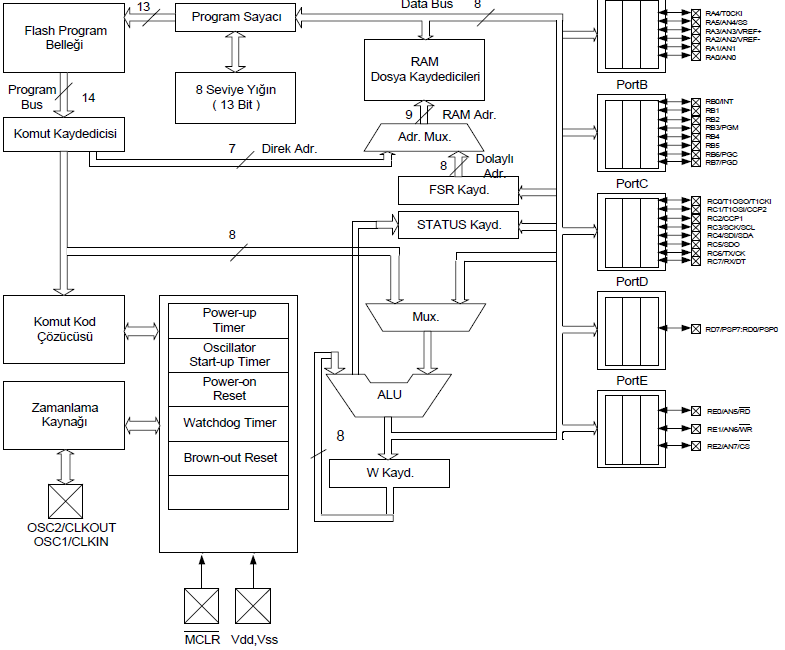 Data Bus
8
13
Program Sayacı
Flash Program
Belleği
8 Seviye Yığın
( 13 Bit )
RAM
Dosya Kaydedicileri
RA4/T0CKI
RA5/AN4/SS
RA3/AN3/VREF+
RA2/AN2/VREF-
RA1/AN1
RA0/AN0
Program
Bus
14
9
RAM Adr.
Komut Kaydedicisi
Adr. Mux.
7
Direk Adr.
8
Dolaylı
Adr.
FSR Kayd.
STATUS Kayd.
PortB
RB0/INT
RB1
RB2
RB3/PGM
RB4
RB5
RB6/PGC
RB7/PGD
PortC
RC0/T1OSO/T1CKI
RC1/T1OSI/CCP2
RC2/CCP1
RC3/SCK/SCL
RC4/SDI/SDA
RC5/SDO
RC6/TX/CK
RC7/RX/DT
8
Komut Kod
Çözücüsü
Power-up
Timer
Oscillator
Start-up Timer
Power-on
Reset
Watchdog Timer
Brown-out Reset
Mux.
PortD
RD7/PSP7:RD0/PSP0
Zamanlama
Kaynağı
ALU
8
W Kayd.
PortE
RE0/AN5/RD
RE1/AN6/WR
RE2/AN7/CS
OSC2/CLKOUT
OSC1/CLKIN
MCLR
Vdd,Vss